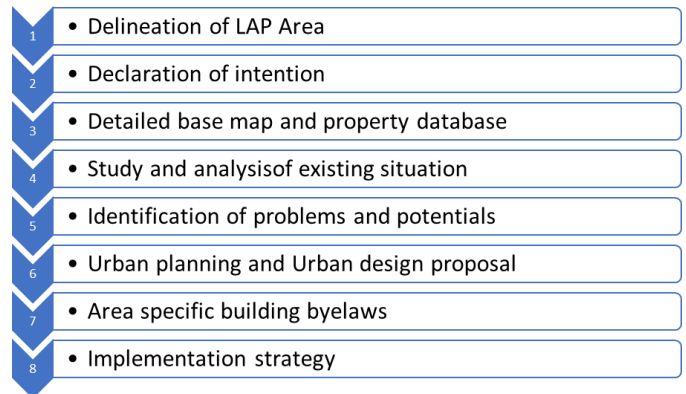 1 • Delineation of LAP Area
2 • Declaration of intention
3 • Detailed base map and property database
4 • Study and analysisof existing situation
5 • Identification of problems and potentials
6 • Urban planning and Urban design proposal
7 • Area specific building byelaws
8 • Implementation strategy